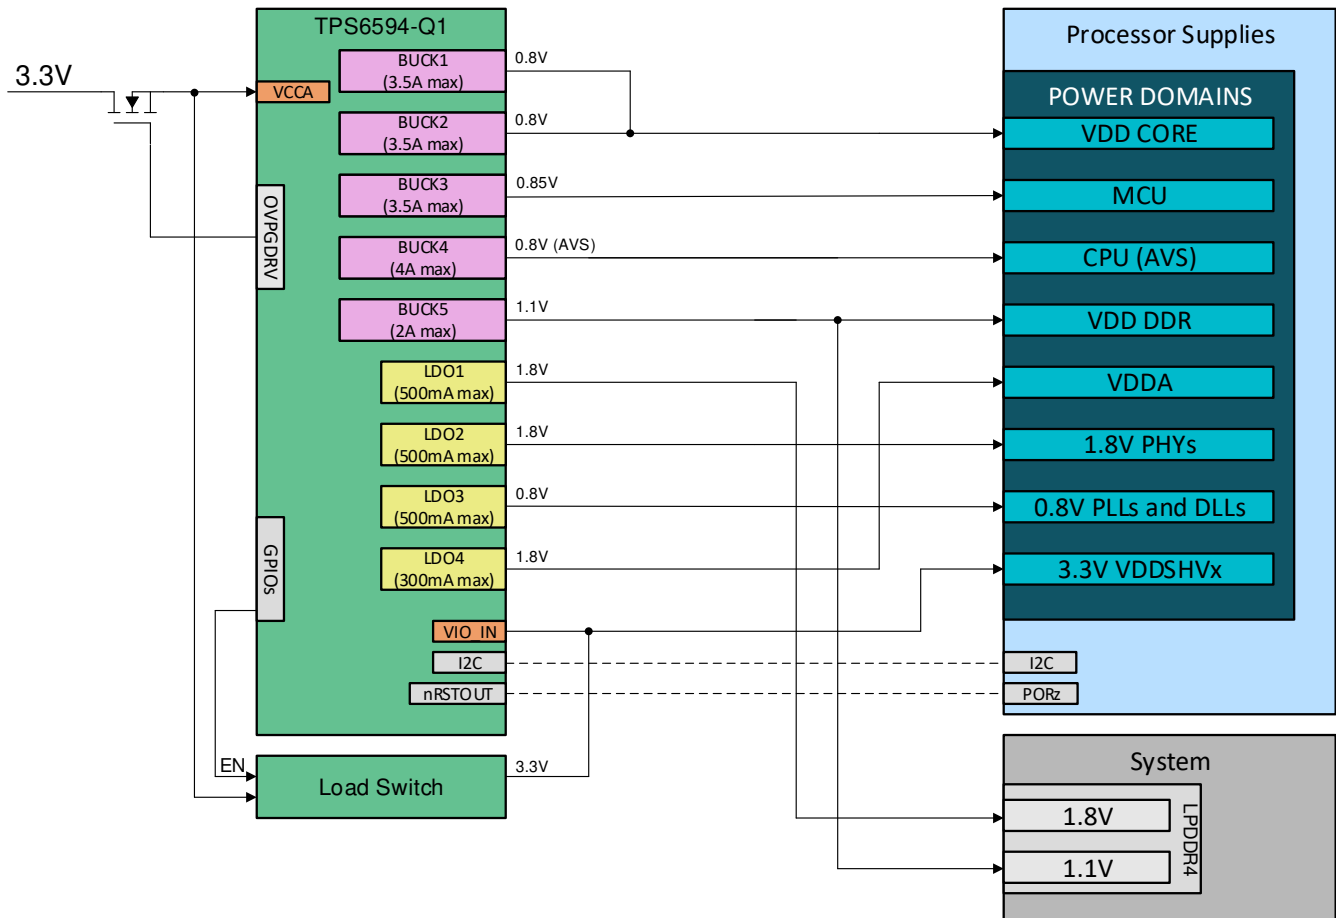 TPS6594-Q1
3.3V
VCCA
OVPGDRV
GPIOs
BUCK1
(3.5A max)
0.8V
BUCK2
(3.5A max)
0.8V
BUCK3
(3.5A max)
0.85V
BUCK4
(4A max)
0.8V (AVS)
BUCK5
(2A max)
1.1V
LDO1
(500mA max)
1.8V
LDO2
(500mA max)
1.8V
LDO3
(500mA max)
0.8V
LDO4
(300mA max)
1.8V
VIO_IN
I2C
nRSTOUT
EN
Load Switch
3.3V
Processor Supplies
POWER DOMAINS
VDD CORE
MCU
CPU (AVS)
VDD DDR
VDDA
1.8V PHYs
0.8V PLLs and DLLs
3.3V VDDSHVx
I2C
PORz
System
1.8V
1.1V
LPDDR4